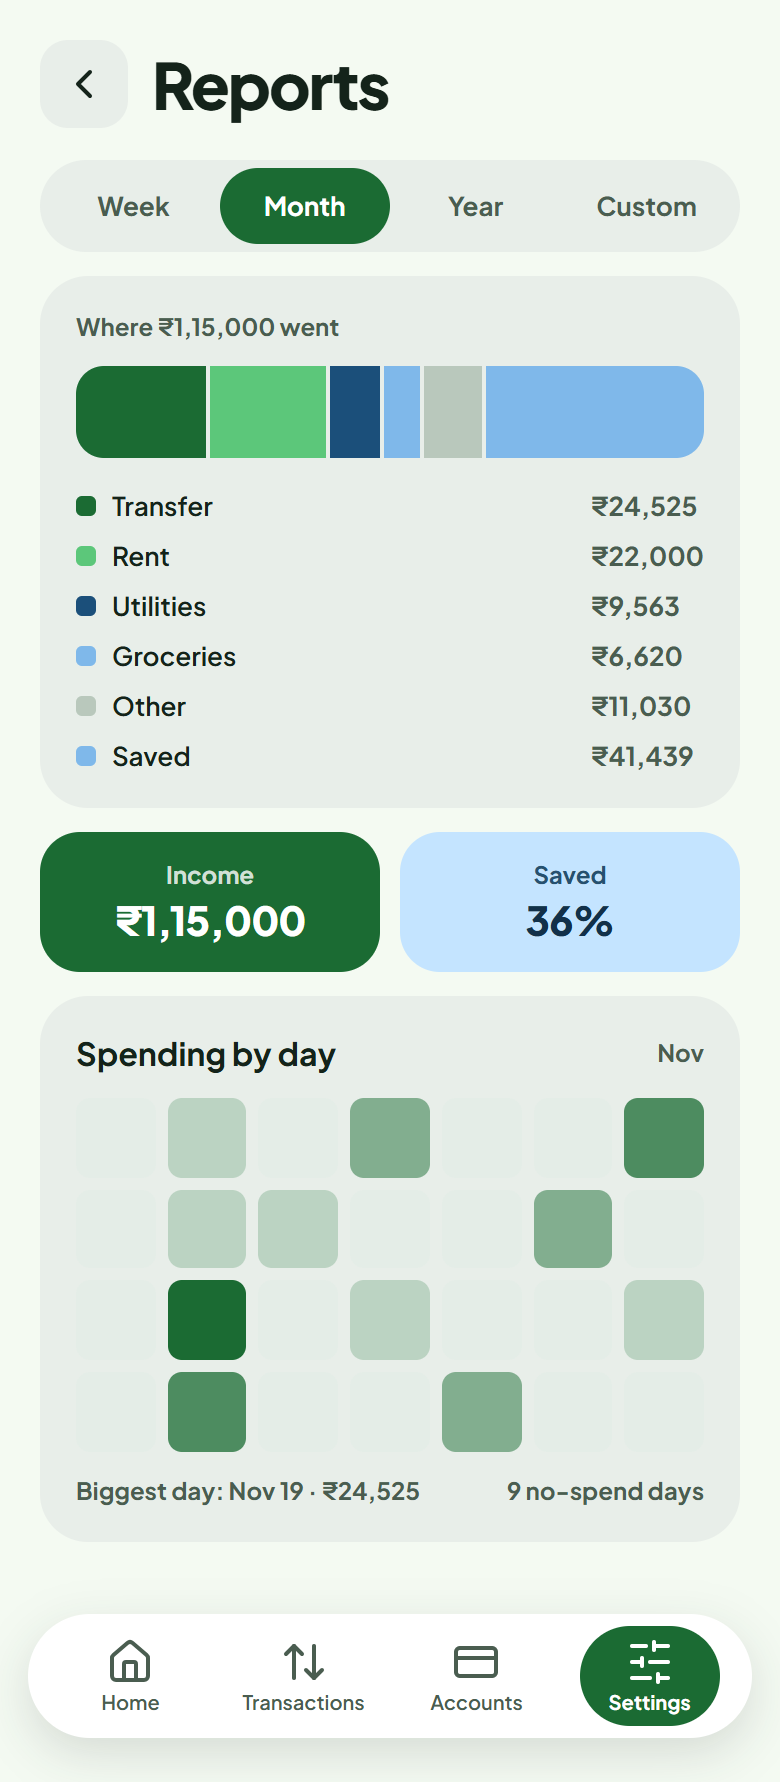 Reports
Week Month Year Custom
Where ₹1,15,000 went
Transfer ₹24,525
Rent ₹22,000
Utilities ₹9,563
Groceries ₹6,620
Other ₹11,030
Saved ₹41,439
Income Saved
₹1,15,000 36%
Spending by day Nov
Biggest day: Nov 19 · ₹24,525 9 no-spend days
Home Transactions Accounts Settings